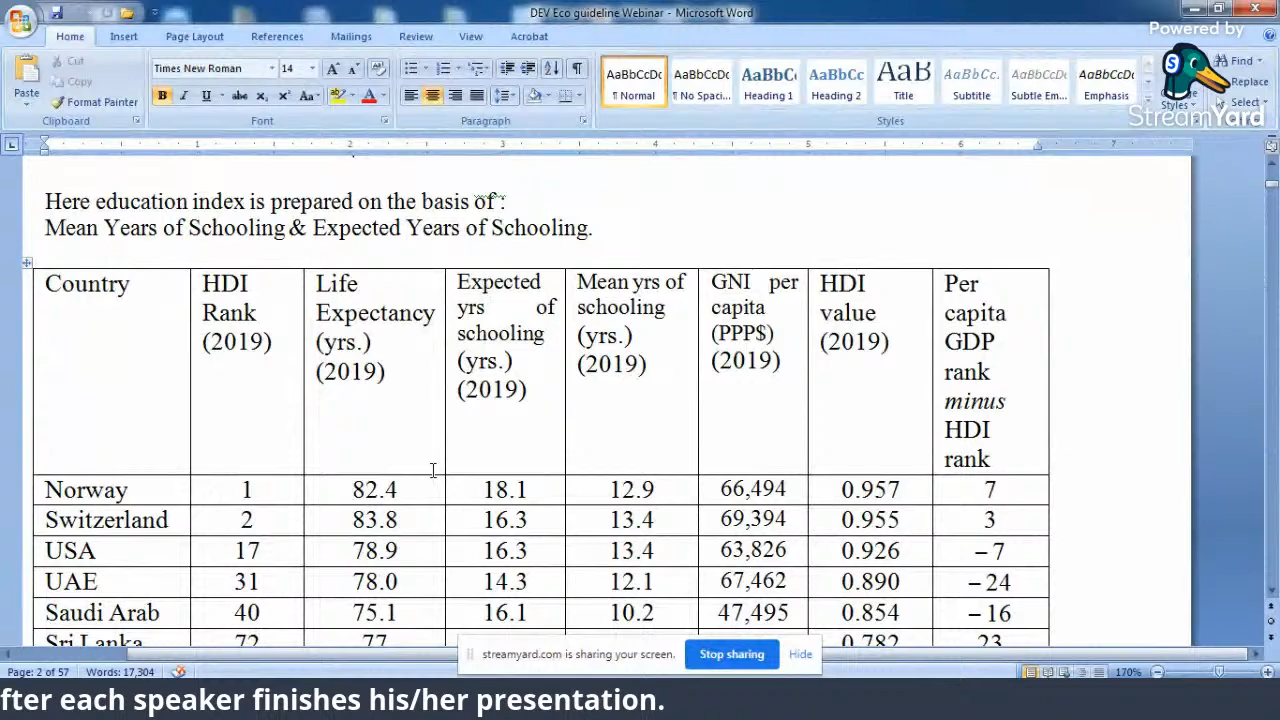 DEV Eco guideline Webinar - Microsoft Word
Home Insert Page Layout References Mailings Review View Acrobat
Powered by
StreamYard
Cut
Copy
Paste
Format Painter
Clipboard
Times New Roman 14
Font
Paragraph
AaBbCcDc AaBbCcDc AaBbC( AaBbCc AaB AaBbCc. AaBbCcDc AaBbCcDc
¶ Normal ¶ No Spaci... Heading 1 Heading 2 Title Subtitle Subtle Em... Emphasis
Styles
Find
Replace
Select
Here education index is prepared on the basis of :
Mean Years of Schooling & Expected Years of Schooling.
Country HDI Rank (2019) Life Expectancy (yrs.) (2019) Expected yrs of schooling (yrs.) (2019) Mean yrs of schooling (yrs.) (2019) GNI per capita (PPP$) (2019) HDI value (2019) Per capita GDP rank minus HDI rank
Norway 1 82.4 18.1 12.9 66,494 0.957 7
Switzerland 2 83.8 16.3 13.4 69,394 0.955 3
USA 17 78.9 16.3 13.4 63,826 0.926 – 7
UAE 31 78.0 14.3 12.1 67,462 0.890 – 24
Saudi Arab 40 75.1 16.1 10.2 47,495 0.854 – 16
Sri Lanka 72 77 0.782 23
streamyard.com is sharing your screen. Stop sharing Hide
Page: 2 of 57 Words: 17,304 170%
fter each speaker finishes his/her presentation.